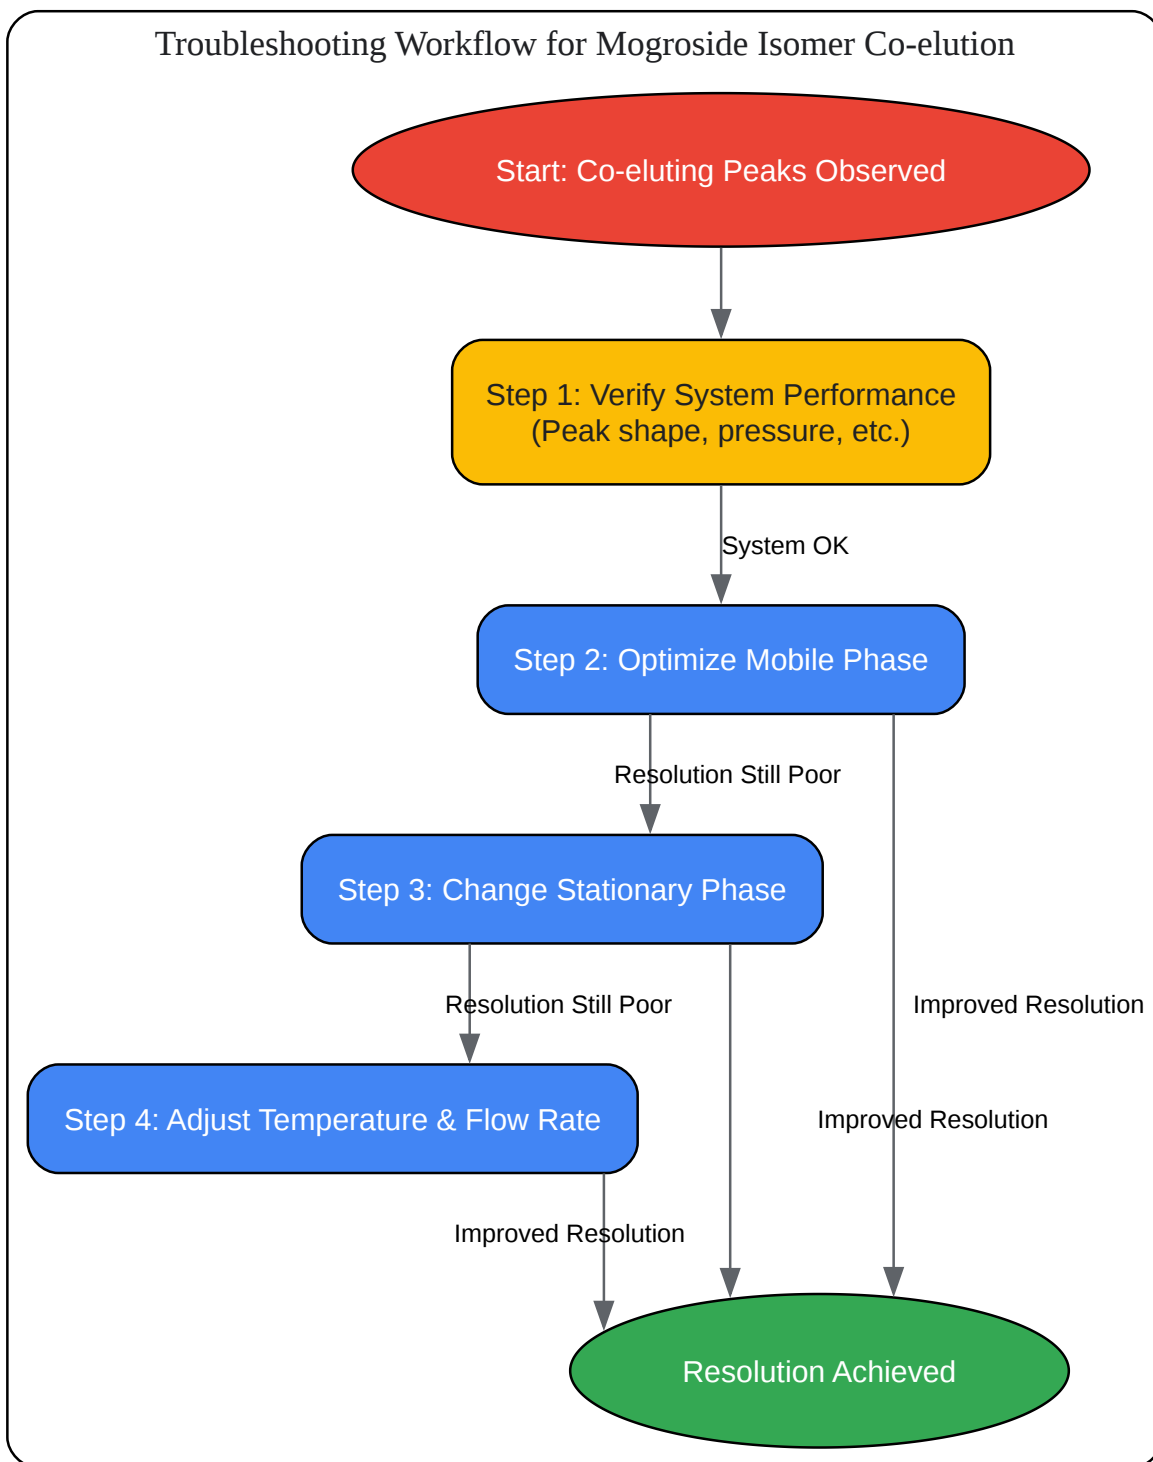 Troubleshooting Workflow for Mogroside Isomer Co-elution
Start: Co-eluting Peaks Observed
Step 1: Verify System Performance
(Peak shape, pressure, etc.)
System OK
Step 2: Optimize Mobile Phase
Resolution Still Poor
Step 3: Change Stationary Phase
Resolution Still Poor
Improved Resolution
Step 4: Adjust Temperature & Flow Rate
Improved Resolution
Improved Resolution
Resolution Achieved